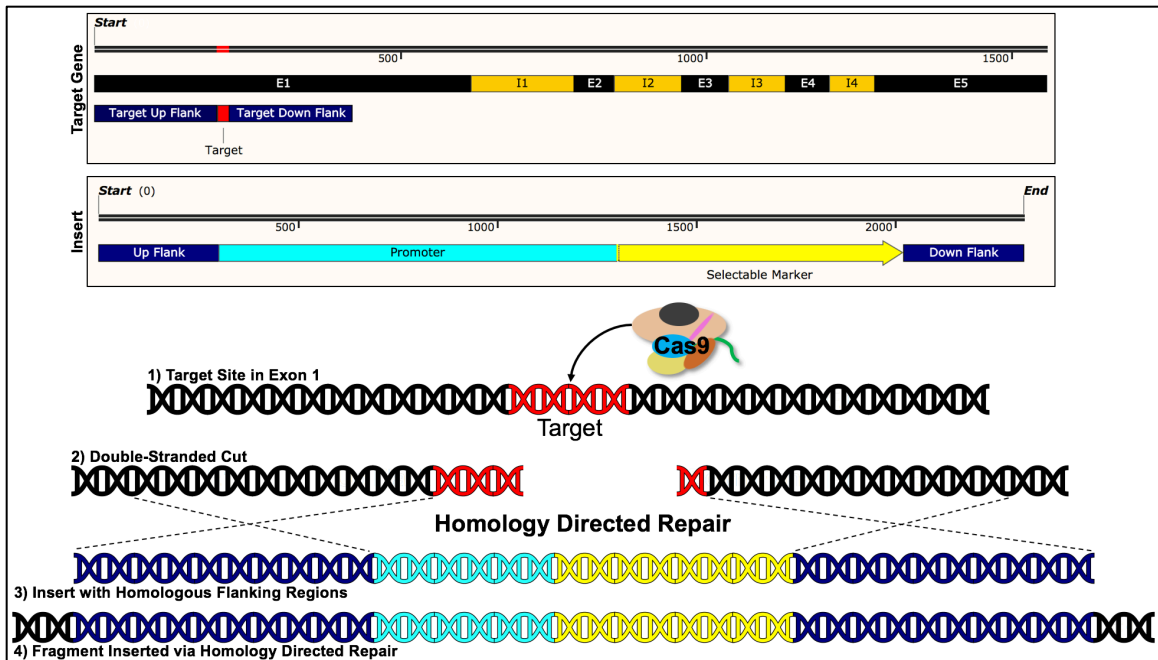 Start
Target Gene
500
1000
1500
E1 I1 E2 I2 E3 I3 E4 I4 E5
Target Up Flank Target Down Flank
Target
Insert
Start (0) End
500
1000
1500
2000
Up Flank Promoter Down Flank
Selectable Marker
Cas9
1) Target Site in Exon 1
Target
2) Double-Stranded Cut
Homology Directed Repair
3) Insert with Homologous Flanking Regions
4) Fragment Inserted via Homology Directed Repair